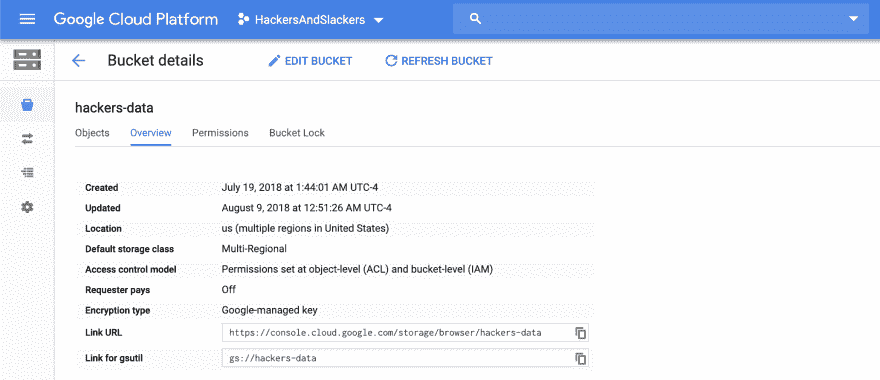 Google Cloud Platform HackersAndSlackers
Bucket details EDIT BUCKET REFRESH BUCKET
hackers-data
Objects Overview Permissions Bucket Lock
Created July 19, 2018 at 1:44:01 AM UTC-4
Updated August 9, 2018 at 12:51:26 AM UTC-4
Location us (multiple regions in United States)
Default storage class Multi-Regional
Access control model Permissions set at object-level (ACL) and bucket-level (IAM)
Requester pays Off
Encryption type Google-managed key
Link URL https://console.cloud.google.com/storage/browser/hackers-data
Link for gsutil gs://hackers-data